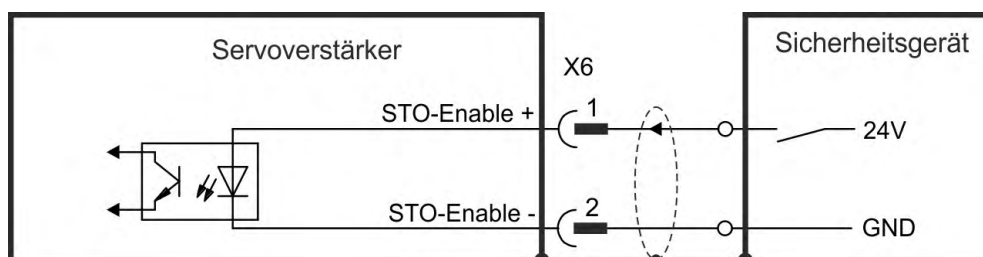 Servoverstärker
Sicherheitsgerät
X6
STO-Enable +
1
24V
STO-Enable -
2
GND